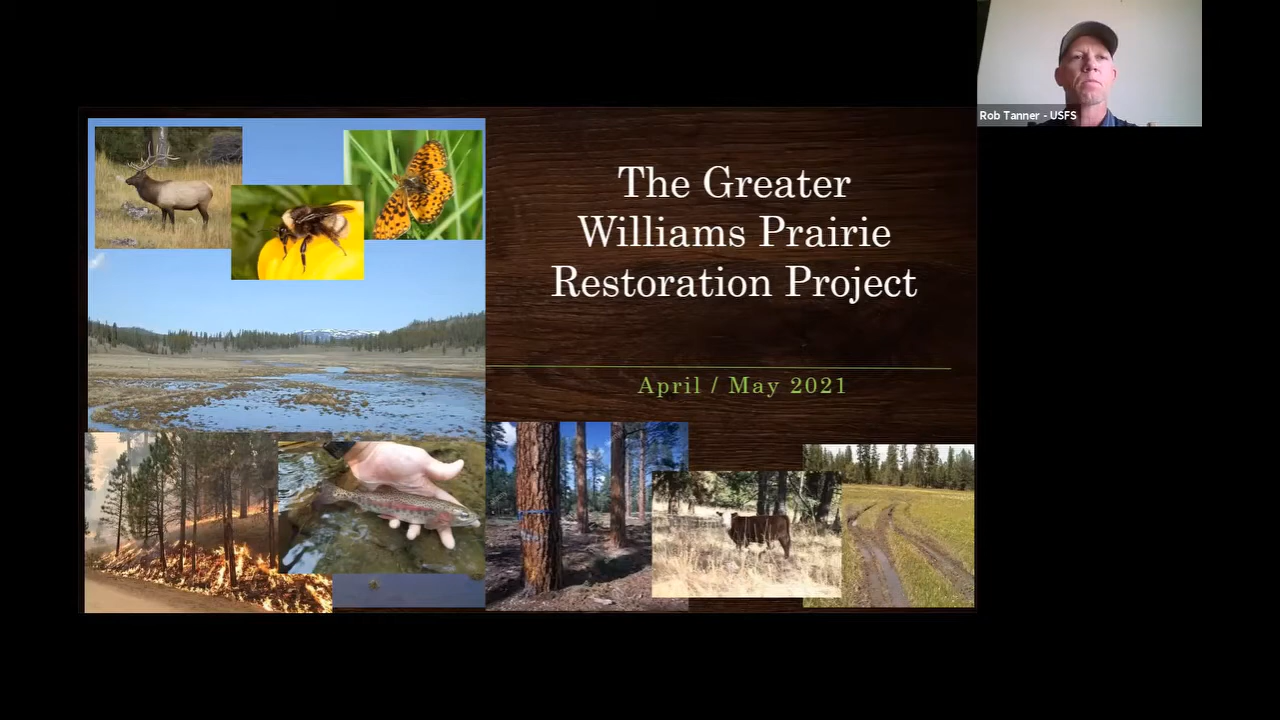 Rob Tanner - USFS
The Greater
Williams Prairie
Restoration Project
April / May 2021